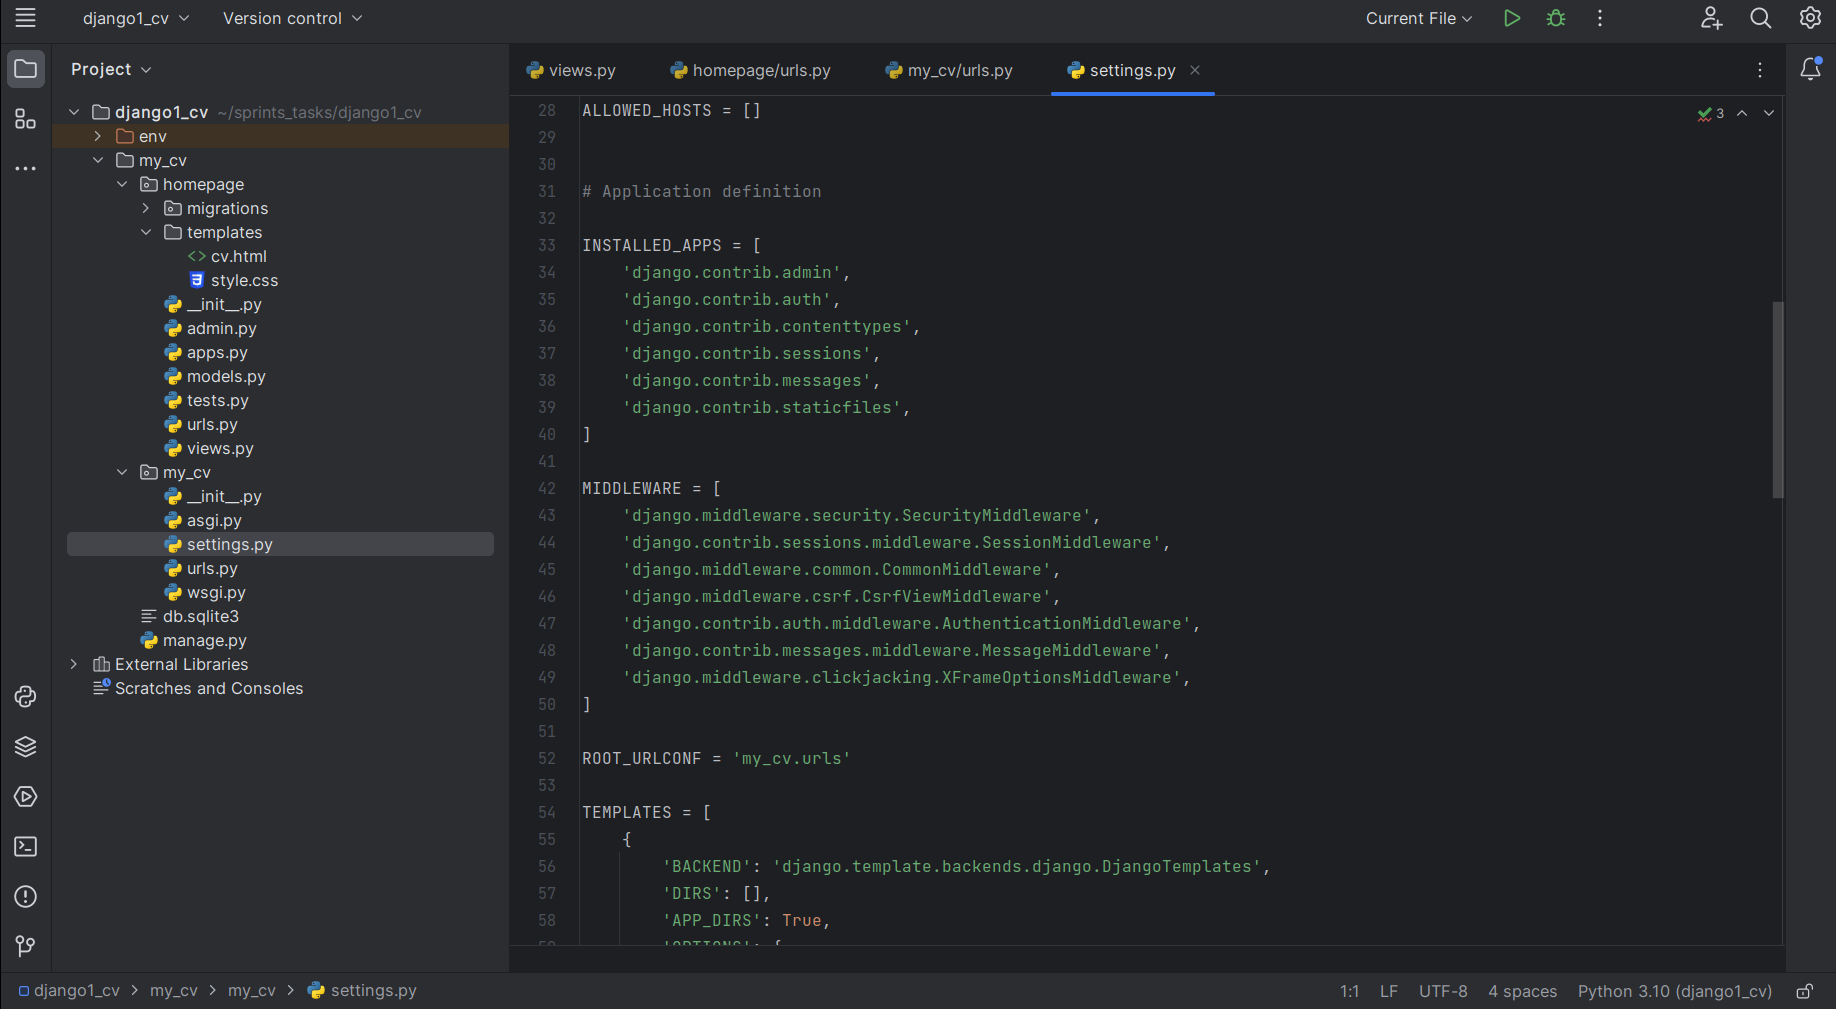 django1_cv
Version control
Current File
Project
django1_cv ~/sprints_tasks/django1_cv
env
my_cv
homepage
migrations
templates
cv.html
style.css
__init__.py
admin.py
apps.py
models.py
tests.py
urls.py
views.py
my_cv
__init__.py
asgi.py
settings.py
urls.py
wsgi.py
db.sqlite3
manage.py
External Libraries
Scratches and Consoles
views.py
homepage/urls.py
my_cv/urls.py
settings.py
3
28 ALLOWED_HOSTS = []
29
30
31 # Application definition
32
33 INSTALLED_APPS = [
34 'django.contrib.admin',
35 'django.contrib.auth',
36 'django.contrib.contenttypes',
37 'django.contrib.sessions',
38 'django.contrib.messages',
39 'django.contrib.staticfiles',
40 ]
41
42 MIDDLEWARE = [
43 'django.middleware.security.SecurityMiddleware',
44 'django.contrib.sessions.middleware.SessionMiddleware',
45 'django.middleware.common.CommonMiddleware',
46 'django.middleware.csrf.CsrfViewMiddleware',
47 'django.contrib.auth.middleware.AuthenticationMiddleware',
48 'django.contrib.messages.middleware.MessageMiddleware',
49 'django.middleware.clickjacking.XFrameOptionsMiddleware',
50 ]
51
52 ROOT_URLCONF = 'my_cv.urls'
53
54 TEMPLATES = [
55 {
56 'BACKEND': 'django.template.backends.django.DjangoTemplates',
57 'DIRS': [],
58 'APP_DIRS': True,
59 'OPTIONS': {
django1_cv > my_cv > my_cv > settings.py
1:1 LF UTF-8 4 spaces Python 3.10 (django1_cv)